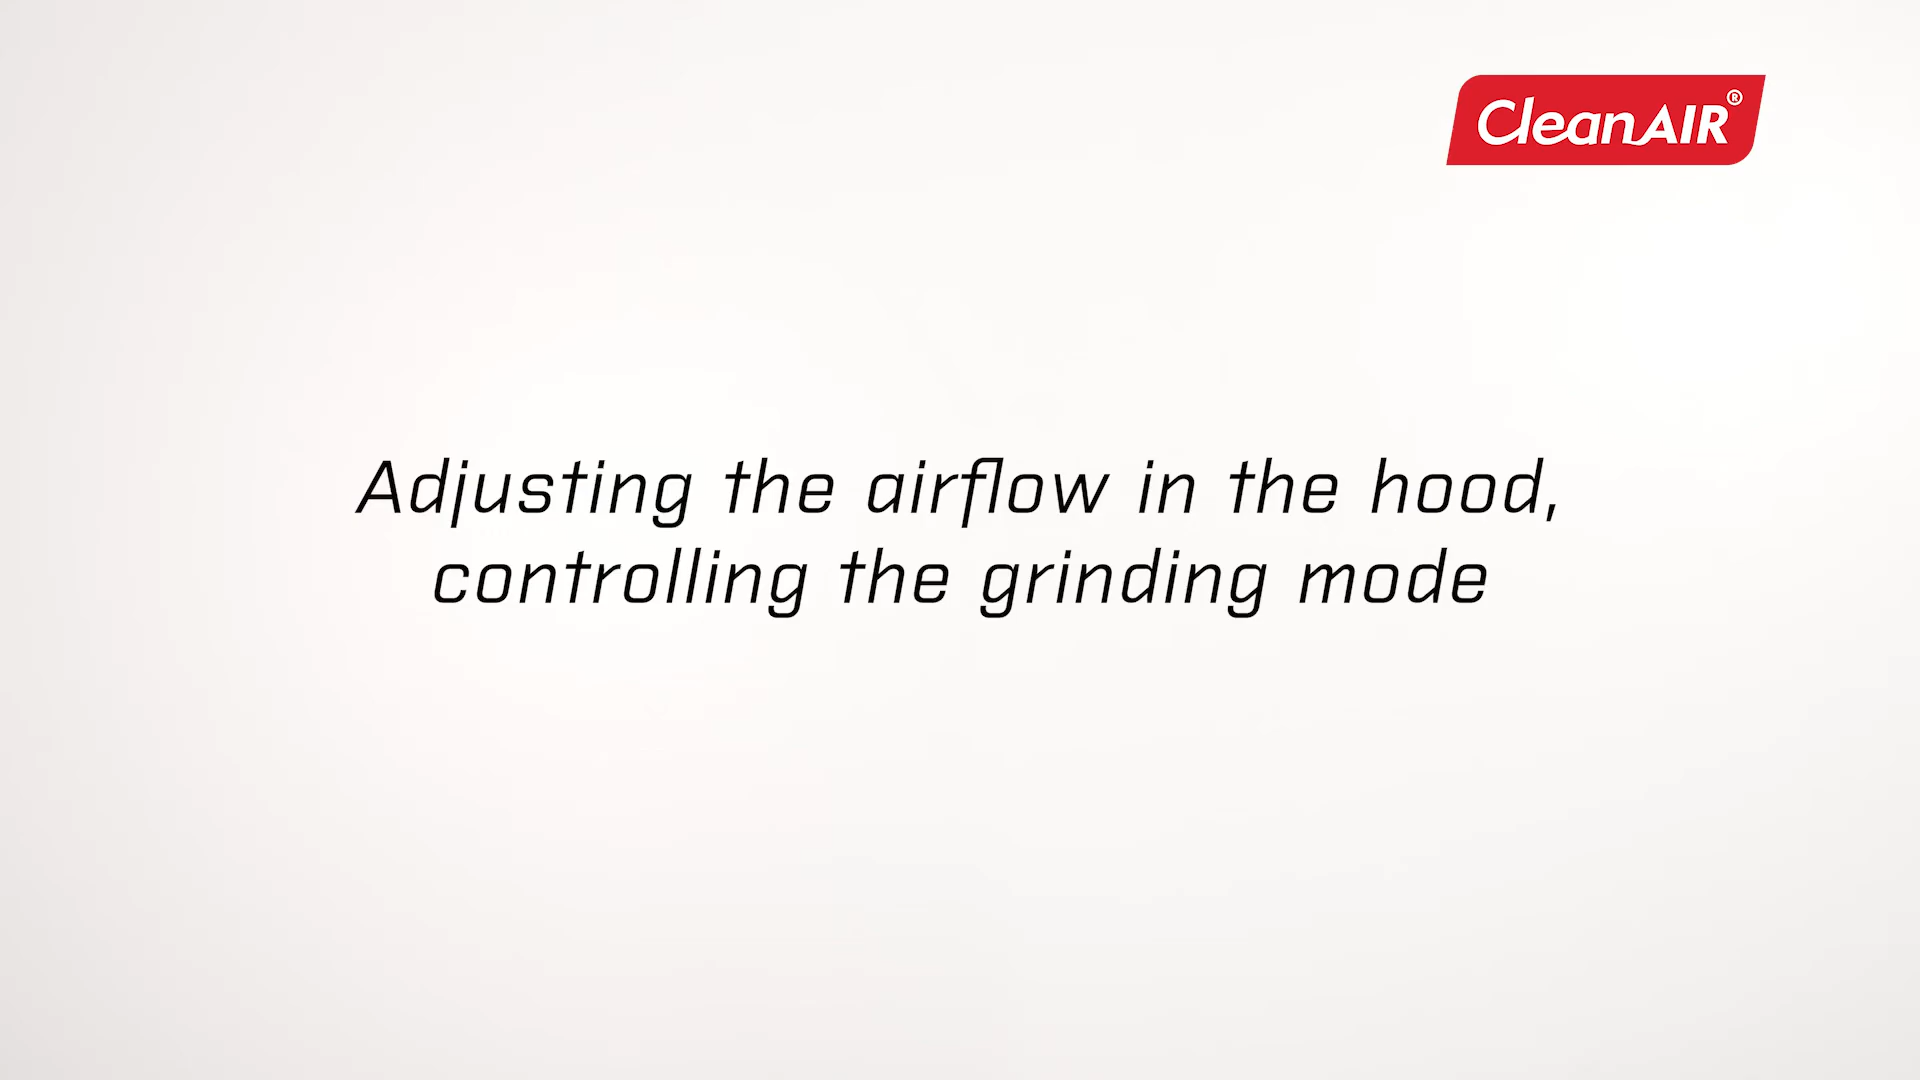 CleanAIR®
Adjusting the airflow in the hood,
controlling the grinding mode